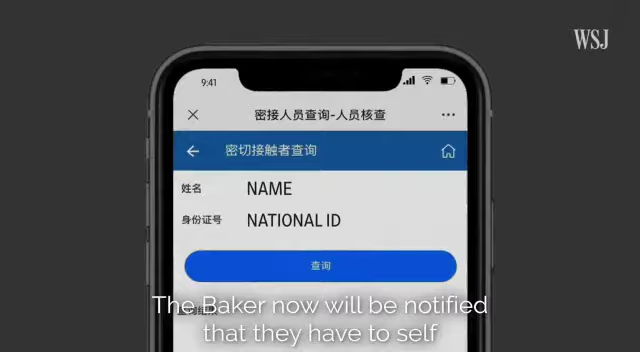 WSJ
9:41
密接人员查询-人员核查
密切接触者查询
姓名 NAME
身份证号 NATIONAL ID
查询
The Baker now will be notified
that they have to self